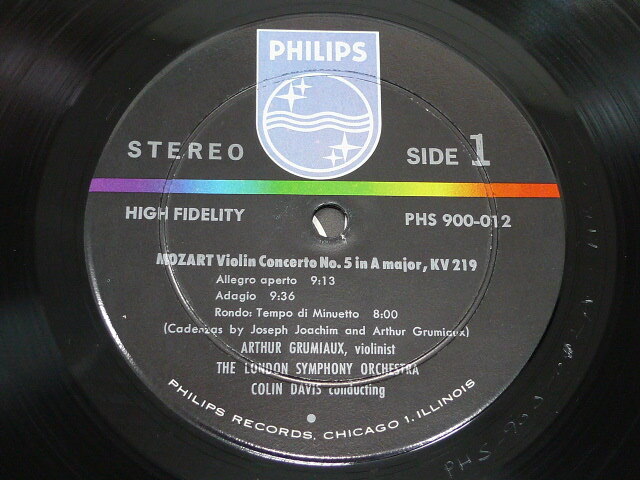 PHILIPS
STEREO
SIDE 1
HIGH FIDELITY
PHS 900-012
MOZART Violin Concerto No. 5 in A major, KV 219
Allegro aperto 9:13
Adagio 9:36
Rondo: Tempo di Minuetto 8:00
(Cadenzas by Joseph Joachim and Arthur Grumiaux)
ARTHUR GRUMIAUX, violinist
THE LONDON SYMPHONY ORCHESTRA
COLIN DAVIS conducting
PHILIPS RECORDS, CHICAGO 1, ILLINOIS
PHS-900